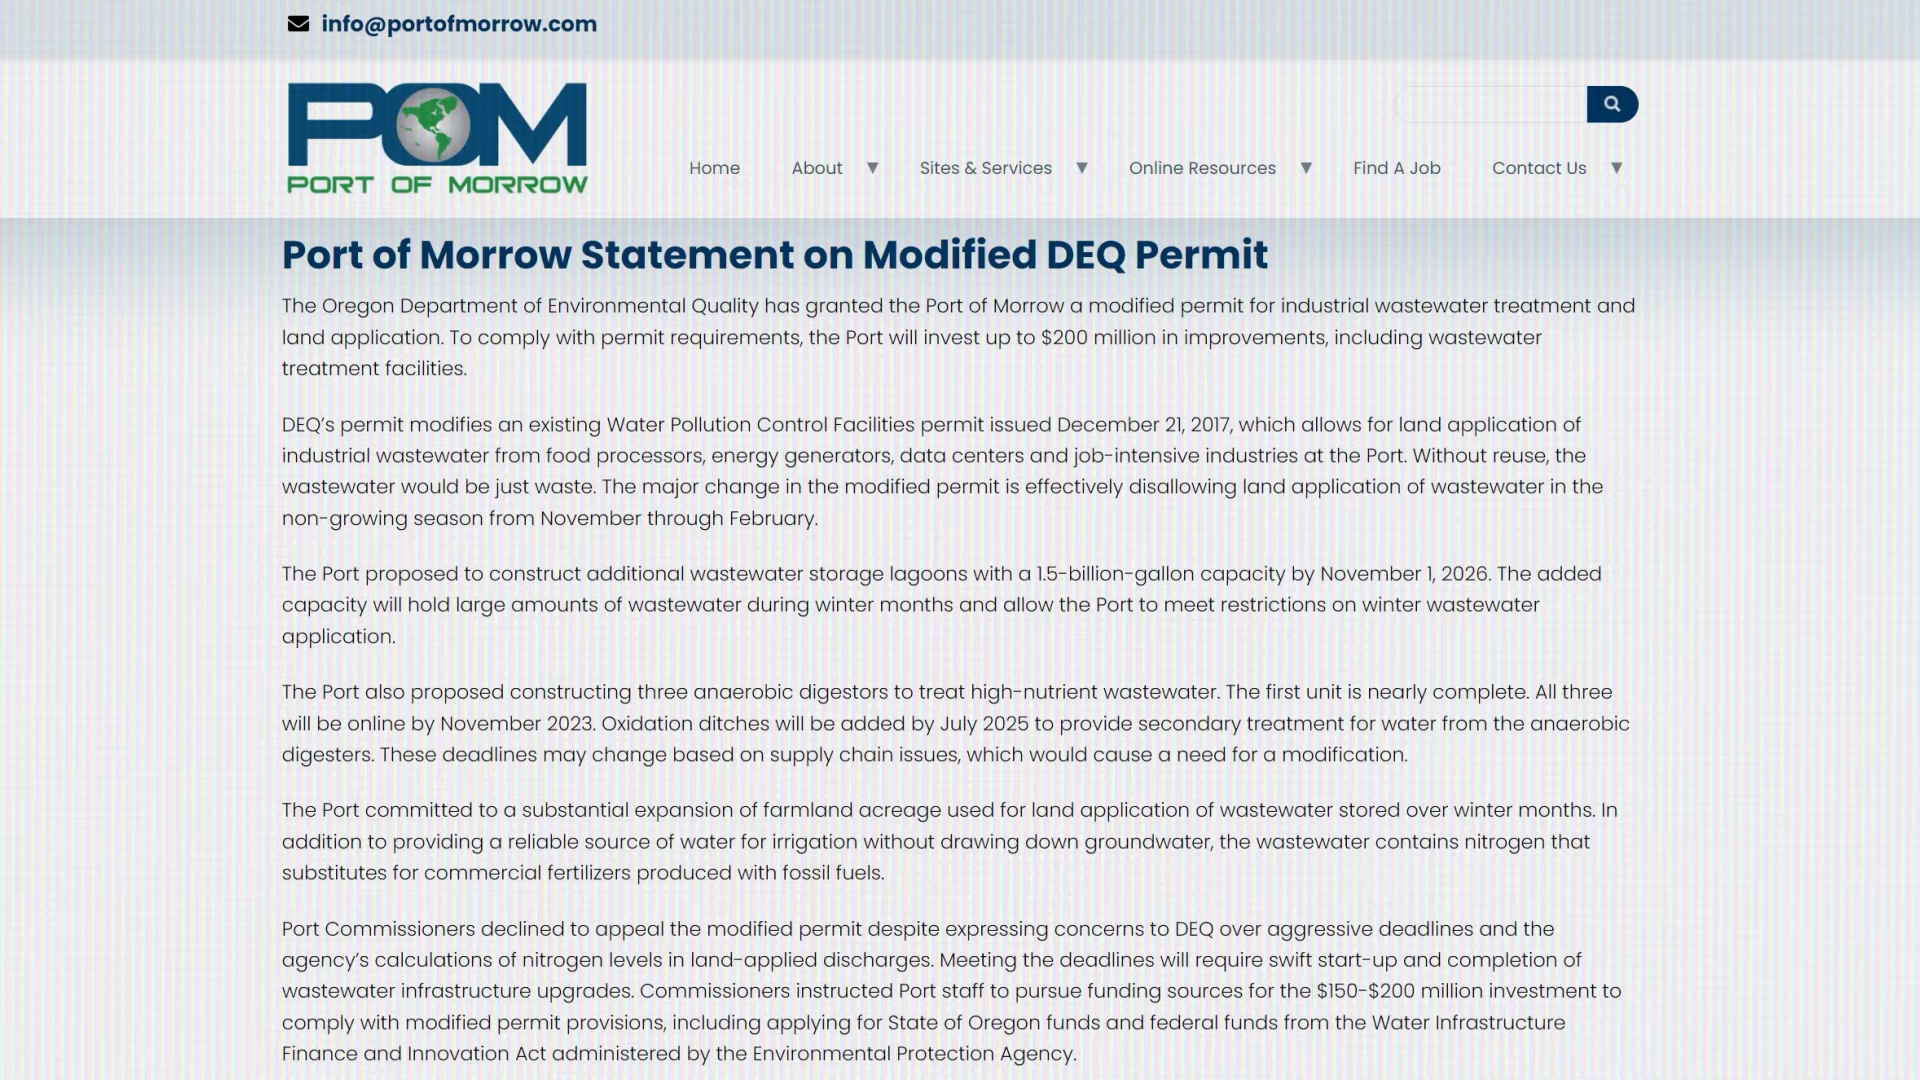 info@portofmorrow.com
POM
PORT OF MORROW
Home About Sites & Services Online Resources Find A Job Contact Us
Port of Morrow Statement on Modified DEQ Permit
The Oregon Department of Environmental Quality has granted the Port of Morrow a modified permit for industrial wastewater treatment and
land application. To comply with permit requirements, the Port will invest up to $200 million in improvements, including wastewater
treatment facilities.
DEQ’s permit modifies an existing Water Pollution Control Facilities permit issued December 21, 2017, which allows for land application of
industrial wastewater from food processors, energy generators, data centers and job-intensive industries at the Port. Without reuse, the
wastewater would be just waste. The major change in the modified permit is effectively disallowing land application of wastewater in the
non-growing season from November through February.
The Port proposed to construct additional wastewater storage lagoons with a 1.5-billion-gallon capacity by November 1, 2026. The added
capacity will hold large amounts of wastewater during winter months and allow the Port to meet restrictions on winter wastewater
application.
The Port also proposed constructing three anaerobic digestors to treat high-nutrient wastewater. The first unit is nearly complete. All three
will be online by November 2023. Oxidation ditches will be added by July 2025 to provide secondary treatment for water from the anaerobic
digesters. These deadlines may change based on supply chain issues, which would cause a need for a modification.
The Port committed to a substantial expansion of farmland acreage used for land application of wastewater stored over winter months. In
addition to providing a reliable source of water for irrigation without drawing down groundwater, the wastewater contains nitrogen that
substitutes for commercial fertilizers produced with fossil fuels.
Port Commissioners declined to appeal the modified permit despite expressing concerns to DEQ over aggressive deadlines and the
agency’s calculations of nitrogen levels in land-applied discharges. Meeting the deadlines will require swift start-up and completion of
wastewater infrastructure upgrades. Commissioners instructed Port staff to pursue funding sources for the $150-$200 million investment to
comply with modified permit provisions, including applying for State of Oregon funds and federal funds from the Water Infrastructure
Finance and Innovation Act administered by the Environmental Protection Agency.